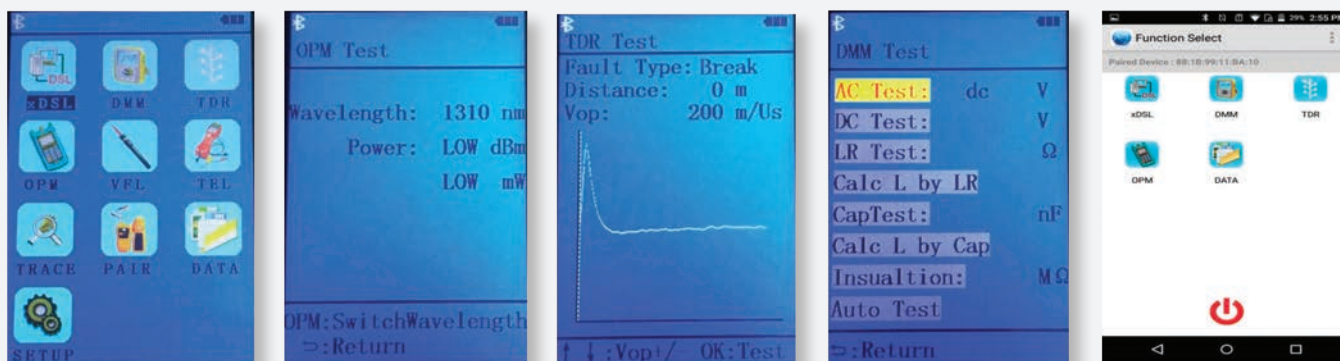 xDSL DMM TDR
OPM VFL TEL
TRACE PAIR DATA
SETUP
OPM Test
Wavelength: 1310 nm
Power: LOW dBm
LOW mW
OPM:SwitchWavelength
:Return
TDR Test
Fault Type: Break
Distance: 0 m
Vop: 200 m/Us
↑ ↓ :Vop+/- OK:Test
DMM Test
AC Test: dc V
DC Test: V
LR Test: Ω
Calc L by LR
CapTest: nF
Calc L by Cap
Insualtion: MΩ
Auto Test
:Return
29% 2:55 PM
Function Select
Paired Device : 88:1B:99:11:BA:10
xDSL DMM TDR
OPM DATA